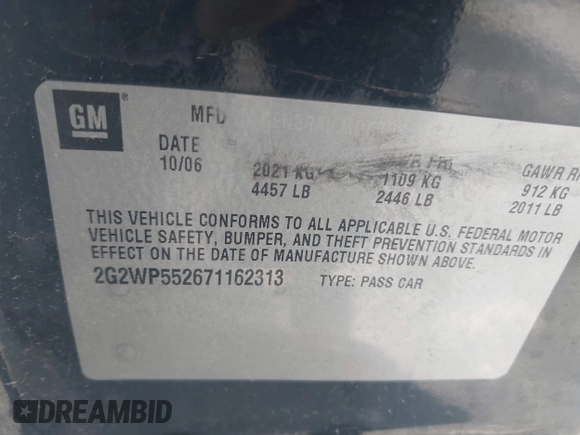 GM ®
MFD
DATE
10/06
2021 KG
4457 LB
FRT
1109 KG
2446 LB
GAWR RR
912 KG
2011 LB
THIS VEHICLE CONFORMS TO ALL APPLICABLE U.S. FEDERAL MOTOR
VEHICLE SAFETY, BUMPER, AND THEFT PREVENTION STANDARDS IN
EFFECT ON THE DATE OF MANUFACTURE SHOWN ABOVE.
2G2WP552671162313 TYPE: PASS CAR
DREAMBID